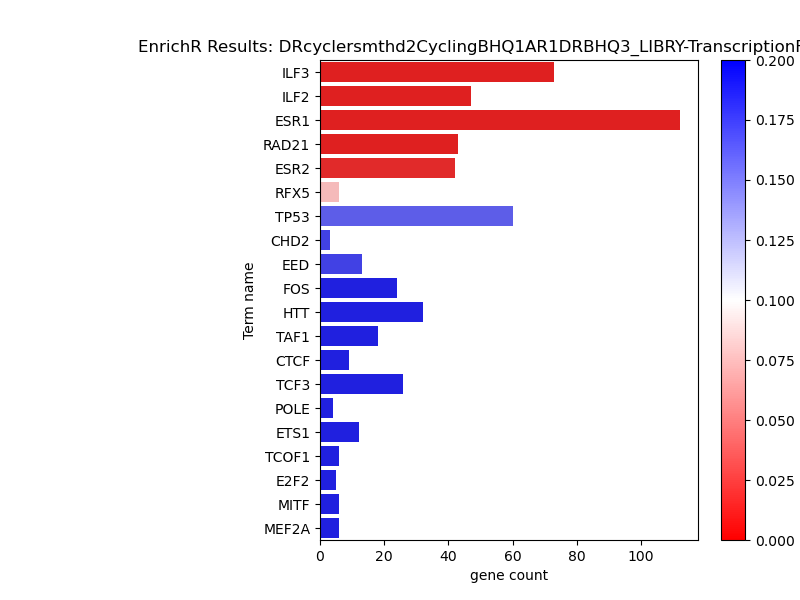 EnrichR Results: DRcyclersmthd2CyclingBHQ1AR1DRBHQ3_LIBRY-Transcription
ILF3
ILF2
ESR1
RAD21
ESR2
RFX5
TP53
CHD2
EED
FOS
HTT
TAF1
CTCF
TCF3
POLE
ETS1
TCOF1
E2F2
MITF
MEF2A
Term name
0 20 40 60 80 100
gene count
0.200
0.175
0.150
0.125
0.100
0.075
0.050
0.025
0.000